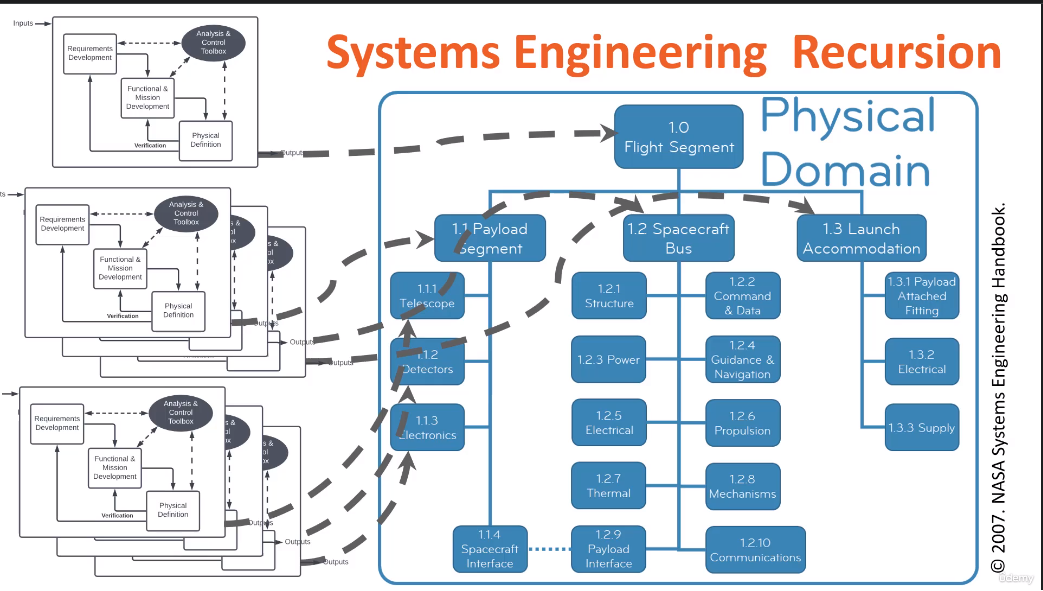 Systems Engineering Recursion
Inputs
Requirements
Development
Analysis &
Control
Toolbox
Functional &
Mission
Development
Physical
Definition
Verification
Outputs
ts
Requirements
Development
Analysis &
Control
Toolbox
Functional &
Mission
Development
Physical
Definition
Verification
Outputs
Outputs
Outputs
Requirements
Development
Analysis &
Control
Toolbox
Functional &
Mission
Development
Physical
Definition
Verification
Outputs
Outputs
Outputs
Physical
Domain
1.0
Flight Segment
1.1 Payload
Segment
1.2 Spacecraft
Bus
1.3 Launch
Accommodation
1.1.1
Telescope
1.1.2
Detectors
1.1.3
Electronics
1.1.4
Spacecraft
Interface
1.2.1
Structure
1.2.2
Command
& Data
1.2.3 Power
1.2.4
Guidance &
Navigation
1.2.5
Electrical
1.2.6
Propulsion
1.2.7
Thermal
1.2.8
Mechanisms
1.2.9
Payload
Interface
1.2.10
Communications
1.3.1 Payload
Attached
Fitting
1.3.2
Electrical
1.3.3 Supply
© 2007. NASA Systems Engineering Handbook.
ûdemy